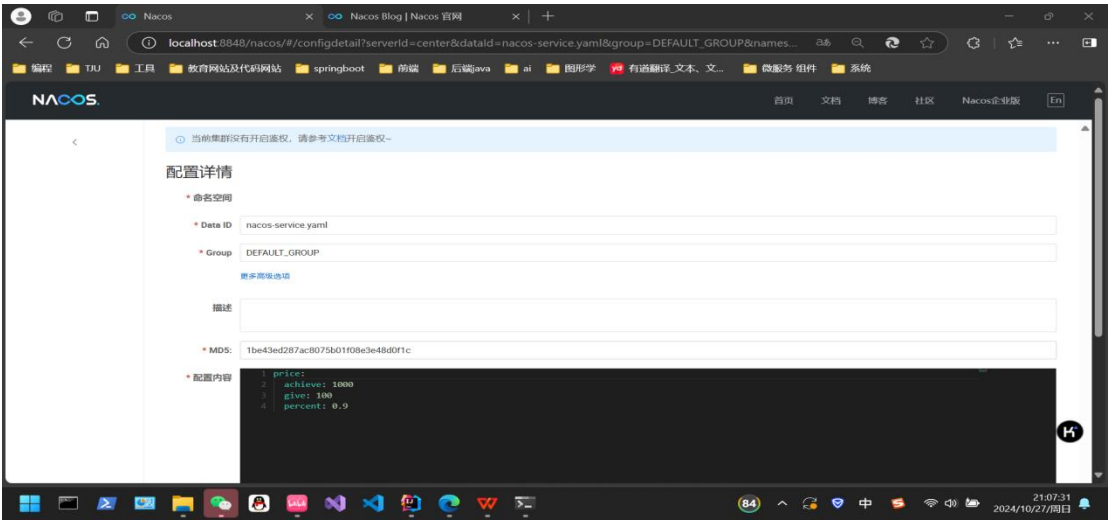 Nacos
Nacos Blog | Nacos 官网
localhost:8848/nacos/#/configdetail?serverId=center&dataId=nacos-service.yaml&group=DEFAULT_GROUP&names...
编程 TJU 工具 教育网站及代码网站 springboot 前端 后端java ai 图形学 有道翻译_文本、文... 微服务 组件 系统
NACOS.
首页 文档 博客 社区 Nacos企业版 En
当前集群没有开启鉴权，请参考文档开启鉴权~
配置详情
* 命名空间
* Data ID nacos-service.yaml
* Group DEFAULT_GROUP
更多高级选项
描述
* MD5: 1be43ed287ac8075b01f08e3e48d0f1c
* 配置内容
1 price:
2 achieve: 1000
3 give: 100
4 percent: 0.9
84 中 21:07:31
2024/10/27/周日